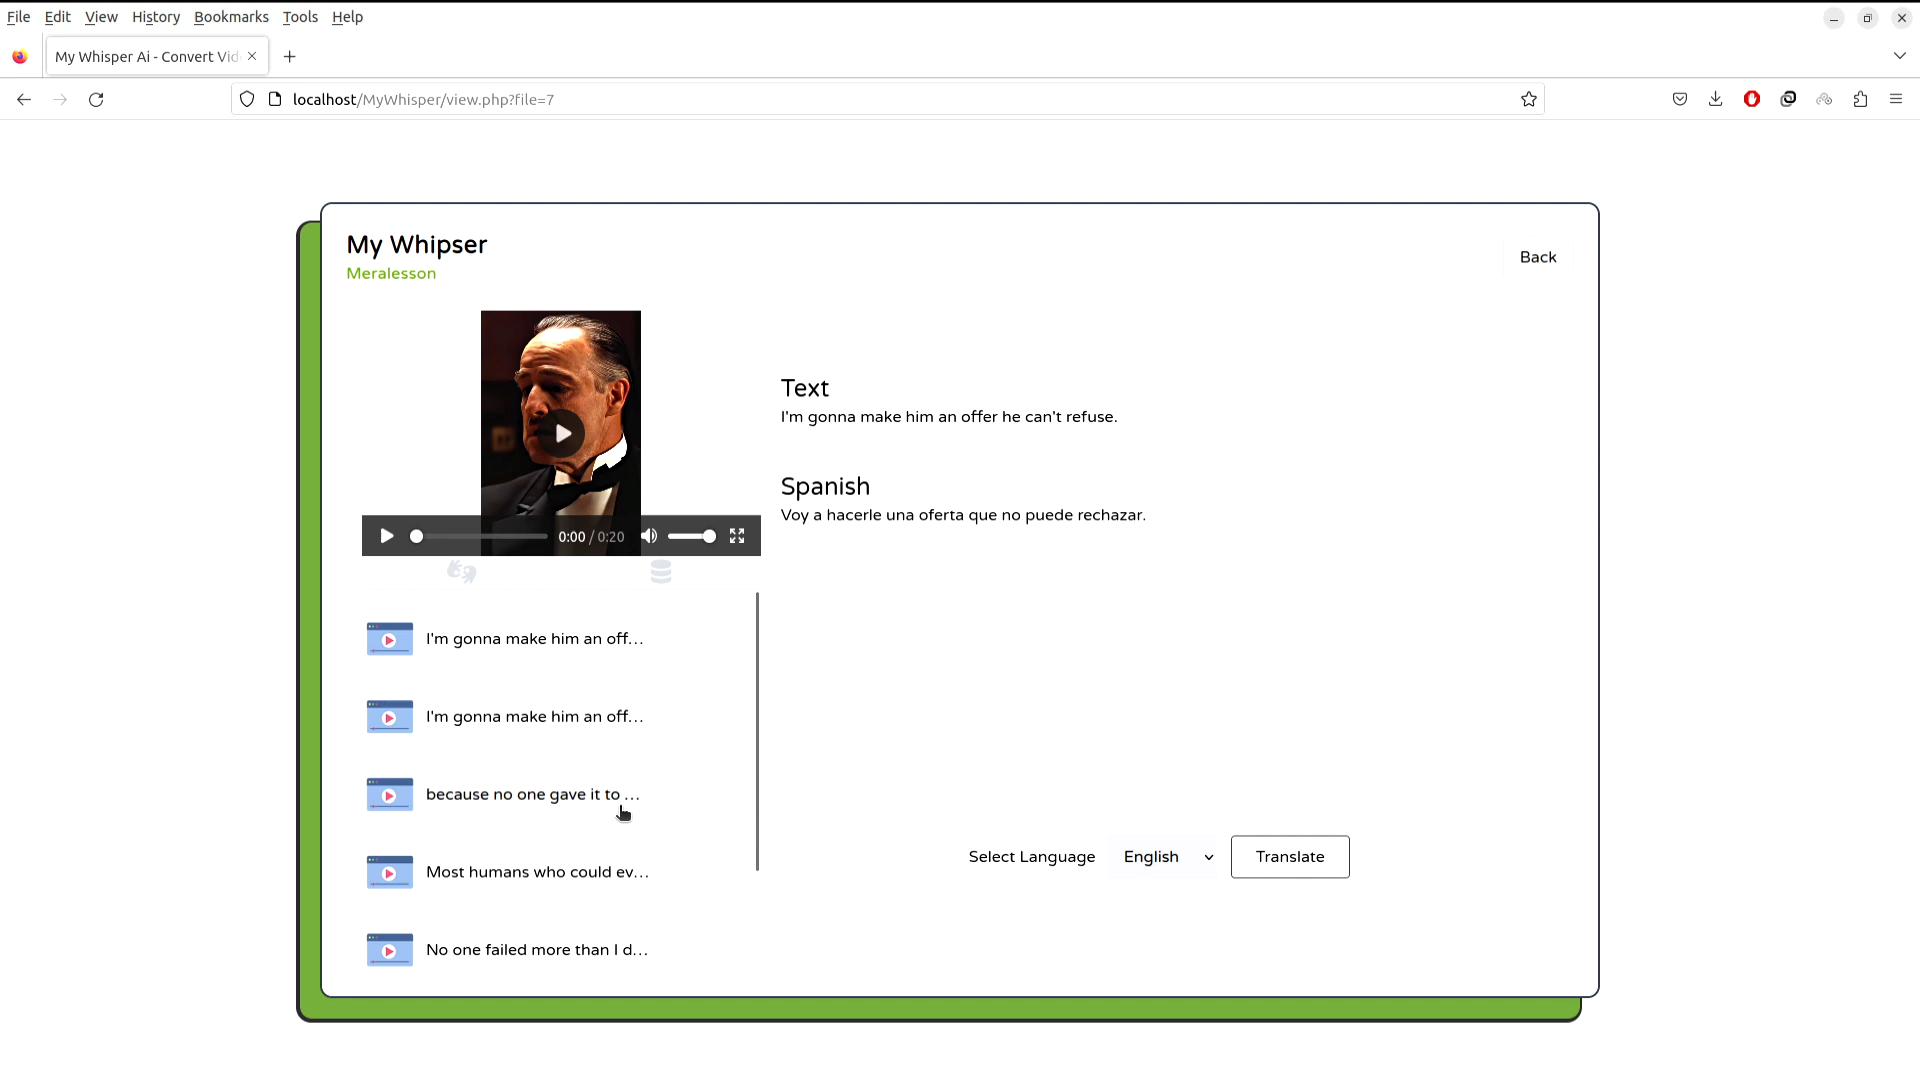 File Edit View History Bookmarks Tools Help
My Whisper Ai - Convert Vid
localhost/MyWhisper/view.php?file=7
My Whipser
Meralesson
Back
0:00 / 0:20
Text
I'm gonna make him an offer he can't refuse.
Spanish
Voy a hacerle una oferta que no puede rechazar.
I'm gonna make him an off...
I'm gonna make him an off...
because no one gave it to ...
Most humans who could ev...
No one failed more than I d...
Select Language English Translate